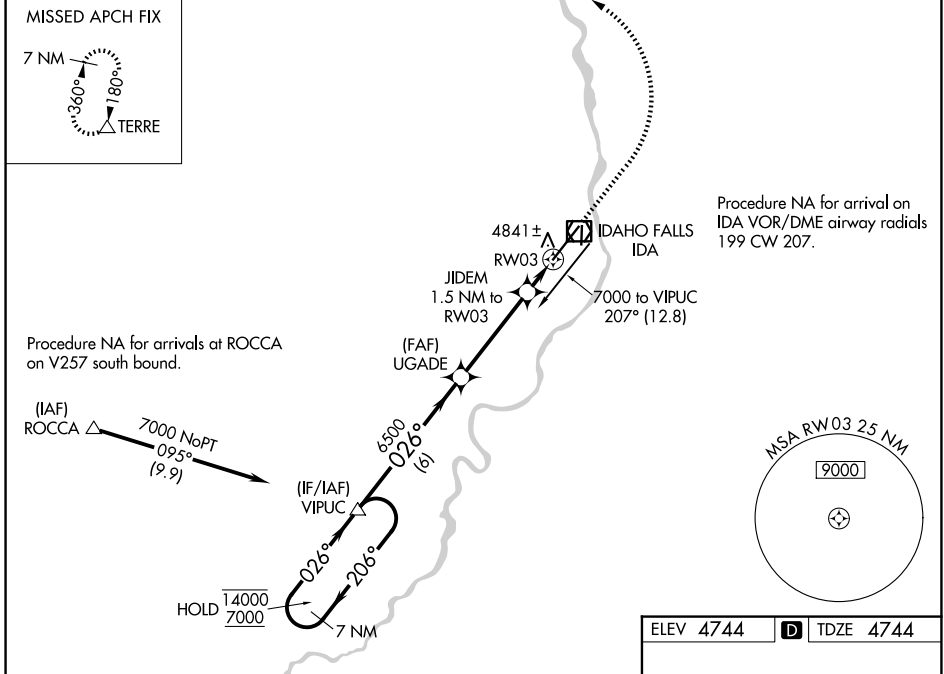 MISSED APCH FIX
7 NM
360°
180°
TERRE
4841±
IDAHO FALLS
IDA
RW03
Procedure NA for arrival on
IDA VOR/DME airway radials
199 CW 207.
JIDEM
1.5 NM to
RW03
7000 to VIPUC
207° (12.8)
Procedure NA for arrivals at ROCCA
on V257 south bound.
(FAF)
UGADE
(IAF)
ROCCA
7000 NoPT
095°
(9.9)
6500
026°
(6)
(IF/IAF)
VIPUC
026°
206°
HOLD
14000
7000
7 NM
MSA RW03 25 NM
9000
ELEV 4744 D TDZE 4744